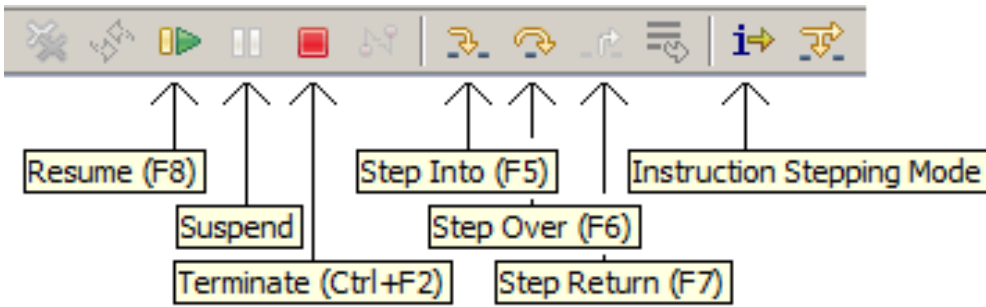 i
Resume (F8)
Step Into (F5)
Instruction Stepping Mode
Suspend
Step Over (F6)
Terminate (Ctrl+F2)
Step Return (F7)